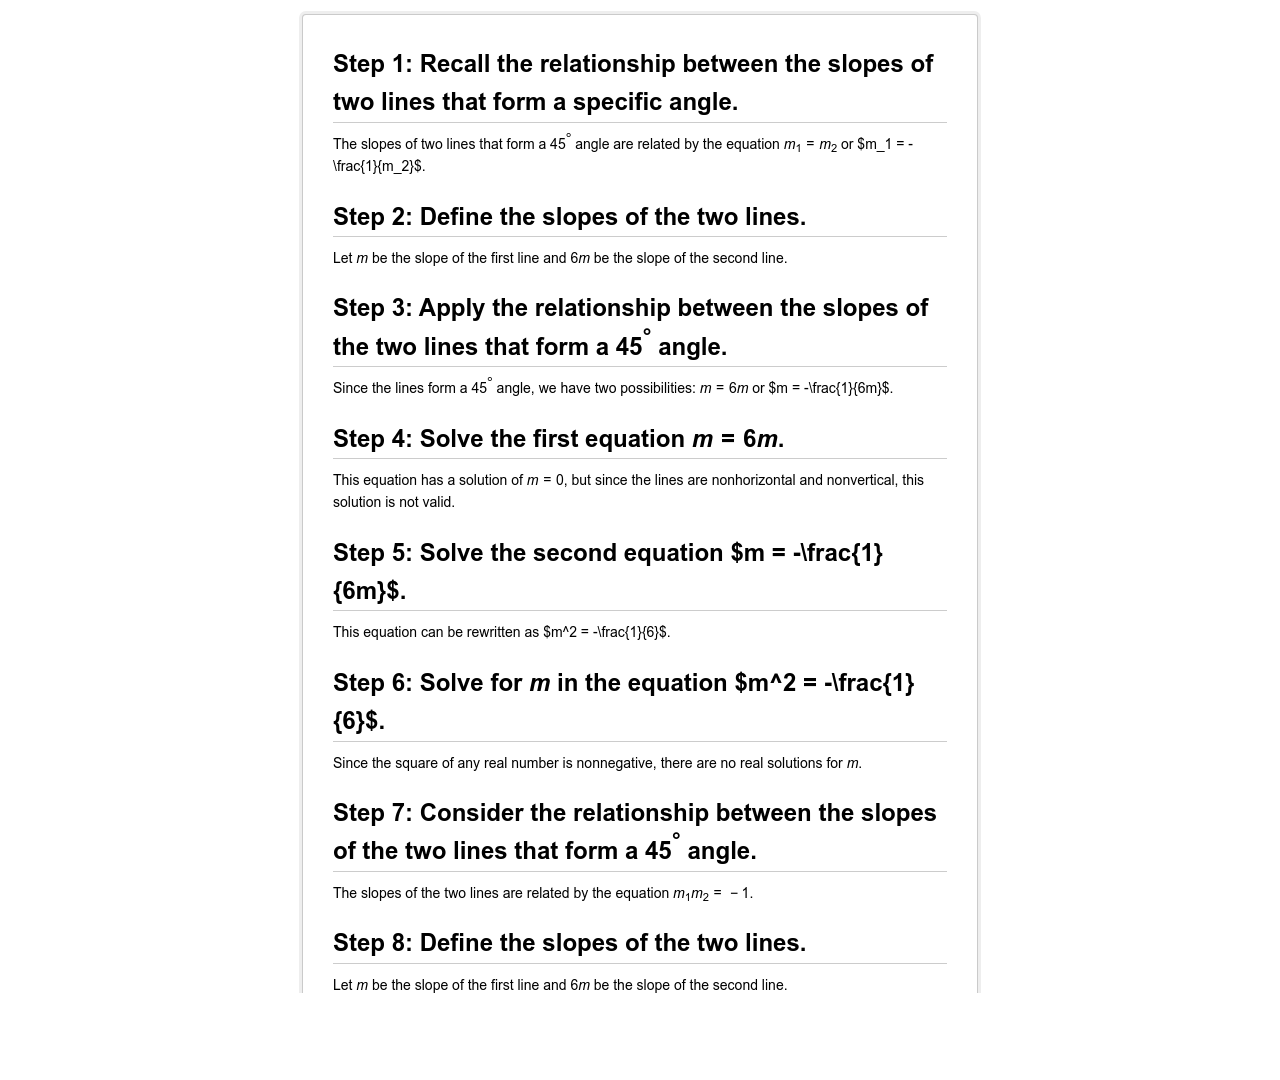 Step 1: Recall the relationship between the slopes of
two lines that form a specific angle.
The slopes of two lines that form a 45° angle are related by the equation m₁ = m₂ or $m_1 = -
\frac{1}{m_2}$.
Step 2: Define the slopes of the two lines.
Let m be the slope of the first line and 6m be the slope of the second line.
Step 3: Apply the relationship between the slopes of
the two lines that form a 45° angle.
Since the lines form a 45° angle, we have two possibilities: m = 6m or $m = -\frac{1}{6m}$.
Step 4: Solve the first equation m = 6m.
This equation has a solution of m = 0, but since the lines are nonhorizontal and nonvertical, this
solution is not valid.
Step 5: Solve the second equation $m = -\frac{1}
{6m}$.
This equation can be rewritten as $m^2 = -\frac{1}{6}$.
Step 6: Solve for m in the equation $m^2 = -\frac{1}
{6}$.
Since the square of any real number is nonnegative, there are no real solutions for m.
Step 7: Consider the relationship between the slopes
of the two lines that form a 45° angle.
The slopes of the two lines are related by the equation m₁m₂ = − 1.
Step 8: Define the slopes of the two lines.
Let m be the slope of the first line and 6m be the slope of the second line.